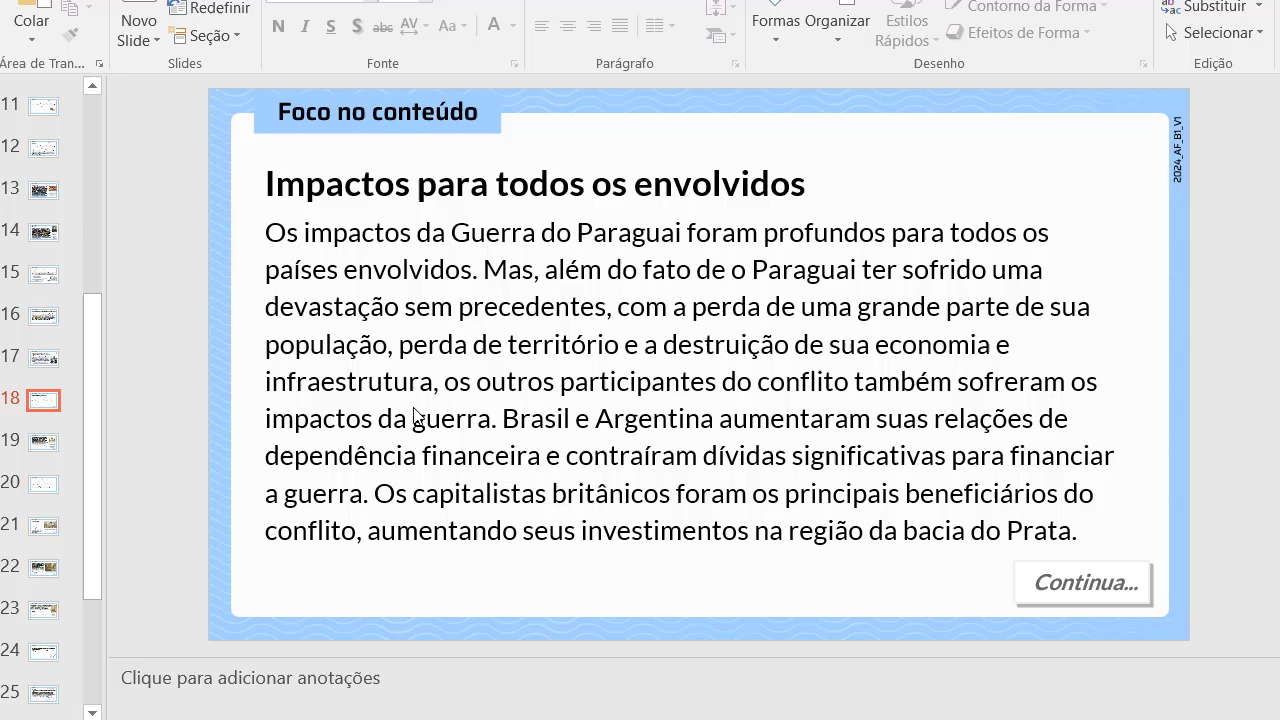 Colar
Novo
Slide
Redefinir
Seção
N I S S abc AV Aa A
Formas Organizar Estilos
Rápidos
Contorno da Forma
Efeitos de Forma
Substituir
Selecionar
Área de Tran...
Slides
Fonte
Parágrafo
Desenho
Edição
11
12
13
14
15
16
17
18
19
20
21
22
23
24
25
Foco no conteúdo
2024_AF_B1_V1
Impactos para todos os envolvidos
Os impactos da Guerra do Paraguai foram profundos para todos os
países envolvidos. Mas, além do fato de o Paraguai ter sofrido uma
devastação sem precedentes, com a perda de uma grande parte de sua
população, perda de território e a destruição de sua economia e
infraestrutura, os outros participantes do conflito também sofreram os
impactos da guerra. Brasil e Argentina aumentaram suas relações de
dependência financeira e contraíram dívidas significativas para financiar
a guerra. Os capitalistas britânicos foram os principais beneficiários do
conflito, aumentando seus investimentos na região da bacia do Prata.
Continua...
Clique para adicionar anotações